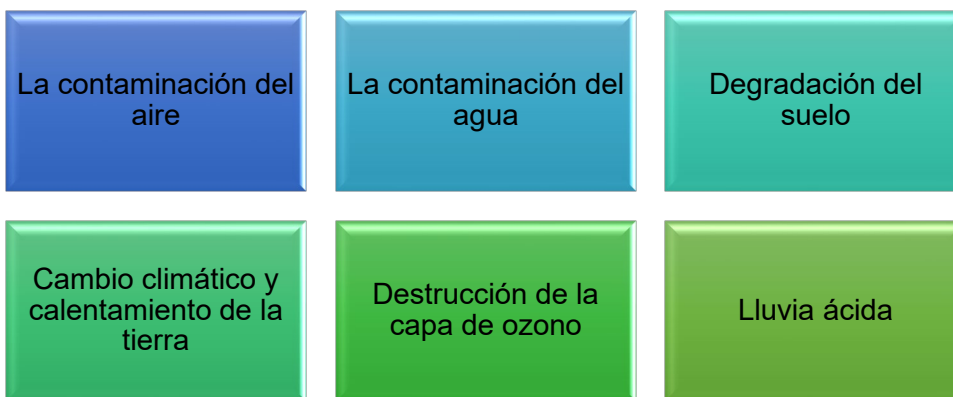 La contaminación del
aire
La contaminación del
agua
Degradación del
suelo
Cambio climático y
calentamiento de la
tierra
Destrucción de la
capa de ozono
Lluvia ácida